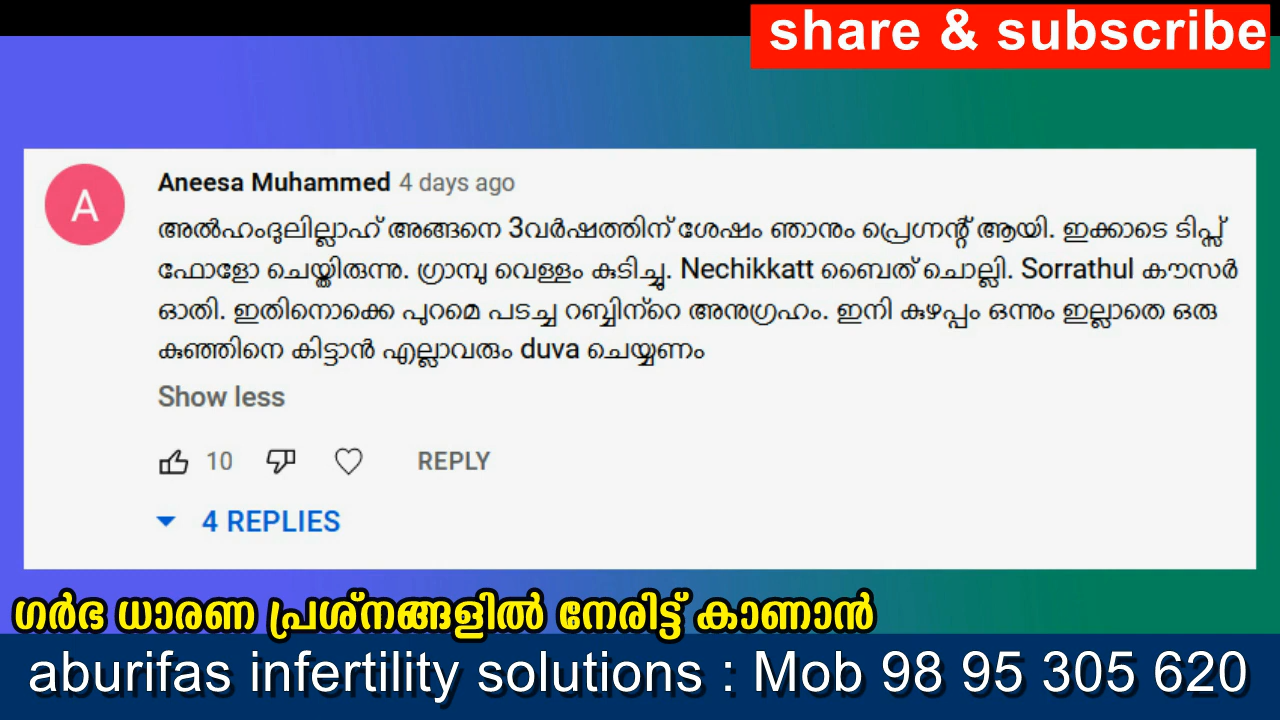 share & subscribe
A
Aneesa Muhammed 4 days ago
അൽഹംദുലില്ലാഹ് അങ്ങനെ 3വർഷത്തിന് ശേഷം ഞാനും പ്രെഗ്നന്റ് ആയി. ഇക്കാടെ ടിപ്സ്
ഫോളോ ചെയ്തിരുന്നു. ഗ്രാമ്പു വെള്ളം കുടിച്ചു. Nechikkatt ബൈത് ചൊല്ലി. Sorrathul കൗസർ
ഓതി. ഇതിനൊക്കെ പുറമെ പടച്ച റബ്ബിന്റെ അനുഗ്രഹം. ഇനി കുഴപ്പം ഒന്നും ഇല്ലാതെ ഒരു
കുഞ്ഞിനെ കിട്ടാൻ എല്ലാവരും duva ചെയ്യണം
Show less
10 REPLY
4 REPLIES
ഗർഭ ധാരണ പ്രശ്നങ്ങളിൽ നേരിട്ട് കാണാൻ
aburifas infertility solutions : Mob 98 95 305 620